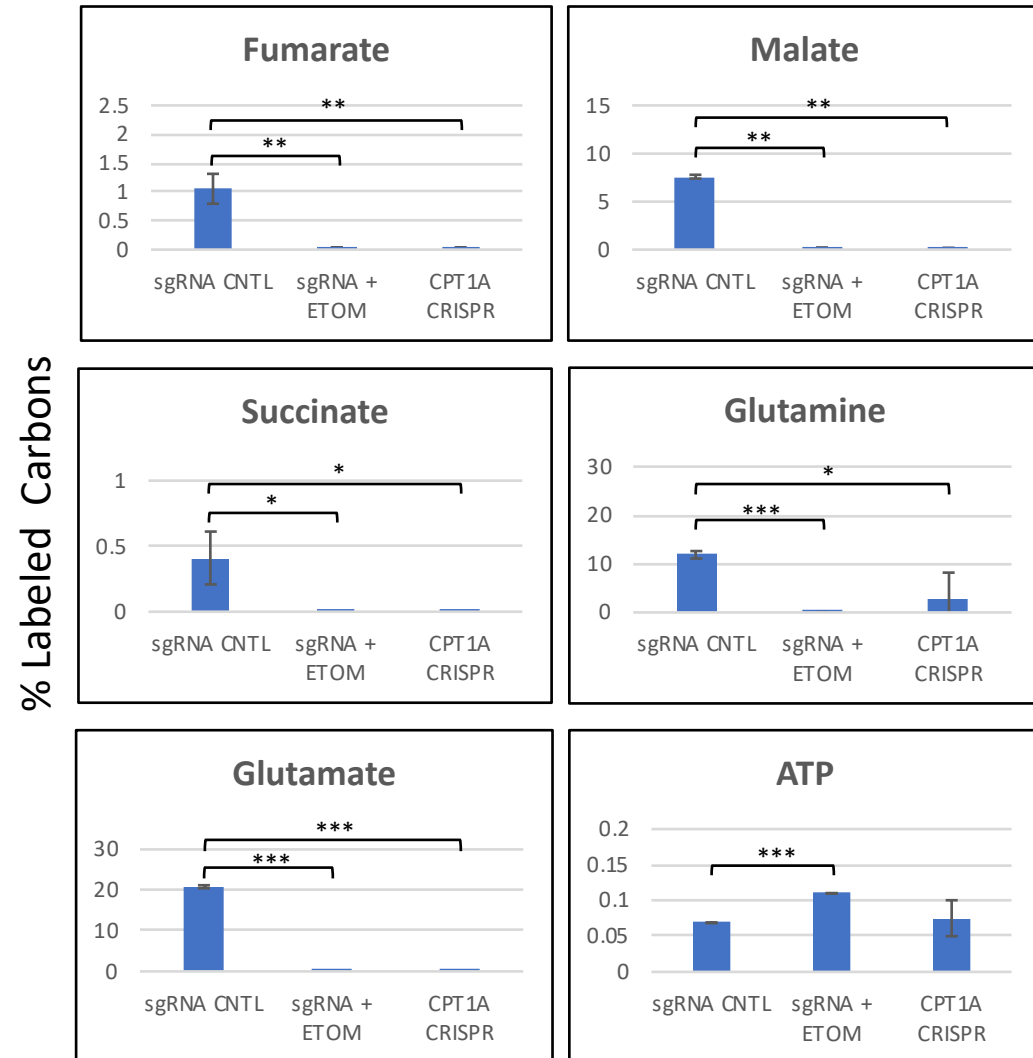 % Labeled Carbons
Fumarate
2.5
2
1.5
1
0.5
0
**
**
sgRNA CNTL
sgRNA +
ETOM
CPT1A
CRISPR
Malate
15
10
5
0
**
**
sgRNA CNTL
sgRNA +
ETOM
CPT1A
CRISPR
Succinate
1
0.5
0
*
*
sgRNA CNTL
sgRNA +
ETOM
CPT1A
CRISPR
Glutamine
30
20
10
0
*
***
sgRNA CNTL
sgRNA +
ETOM
CPT1A
CRISPR
Glutamate
30
20
10
0
***
***
sgRNA CNTL
sgRNA +
ETOM
CPT1A
CRISPR
ATP
0.2
0.15
0.1
0.05
0
***
sgRNA CNTL
sgRNA +
ETOM
CPT1A
CRISPR